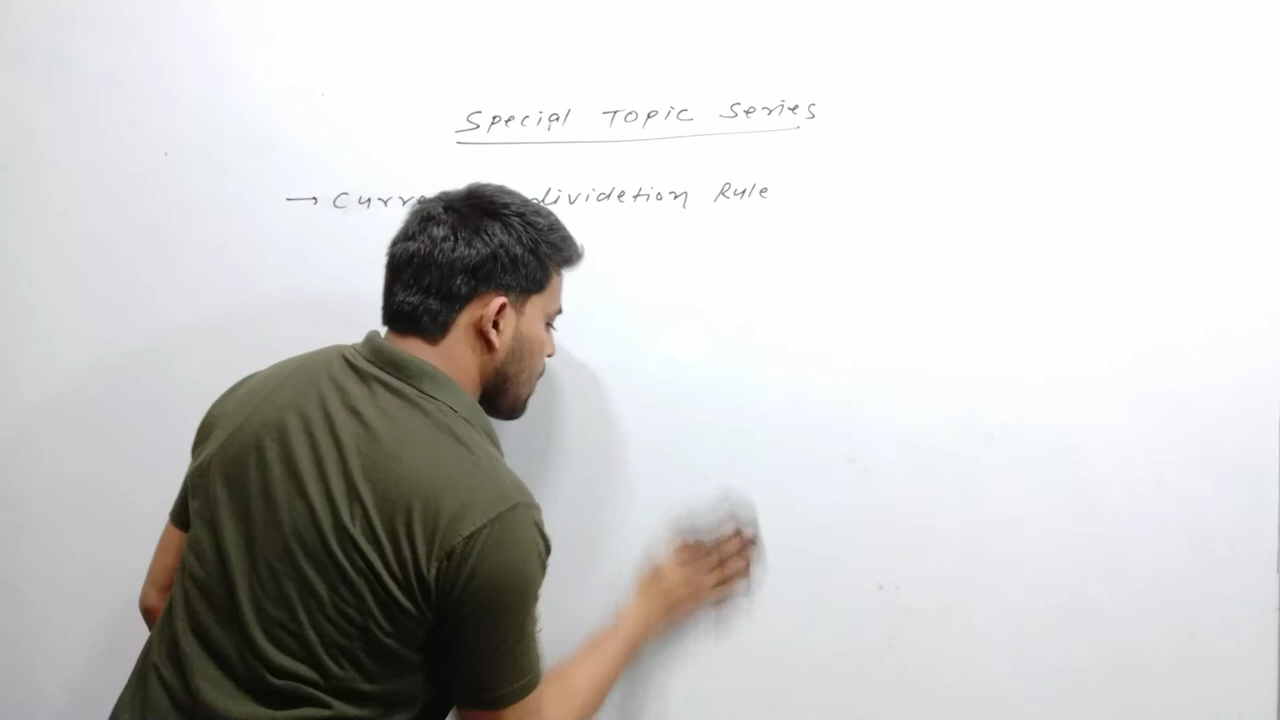 Special Topic Series
→ Curre dividetion Rule